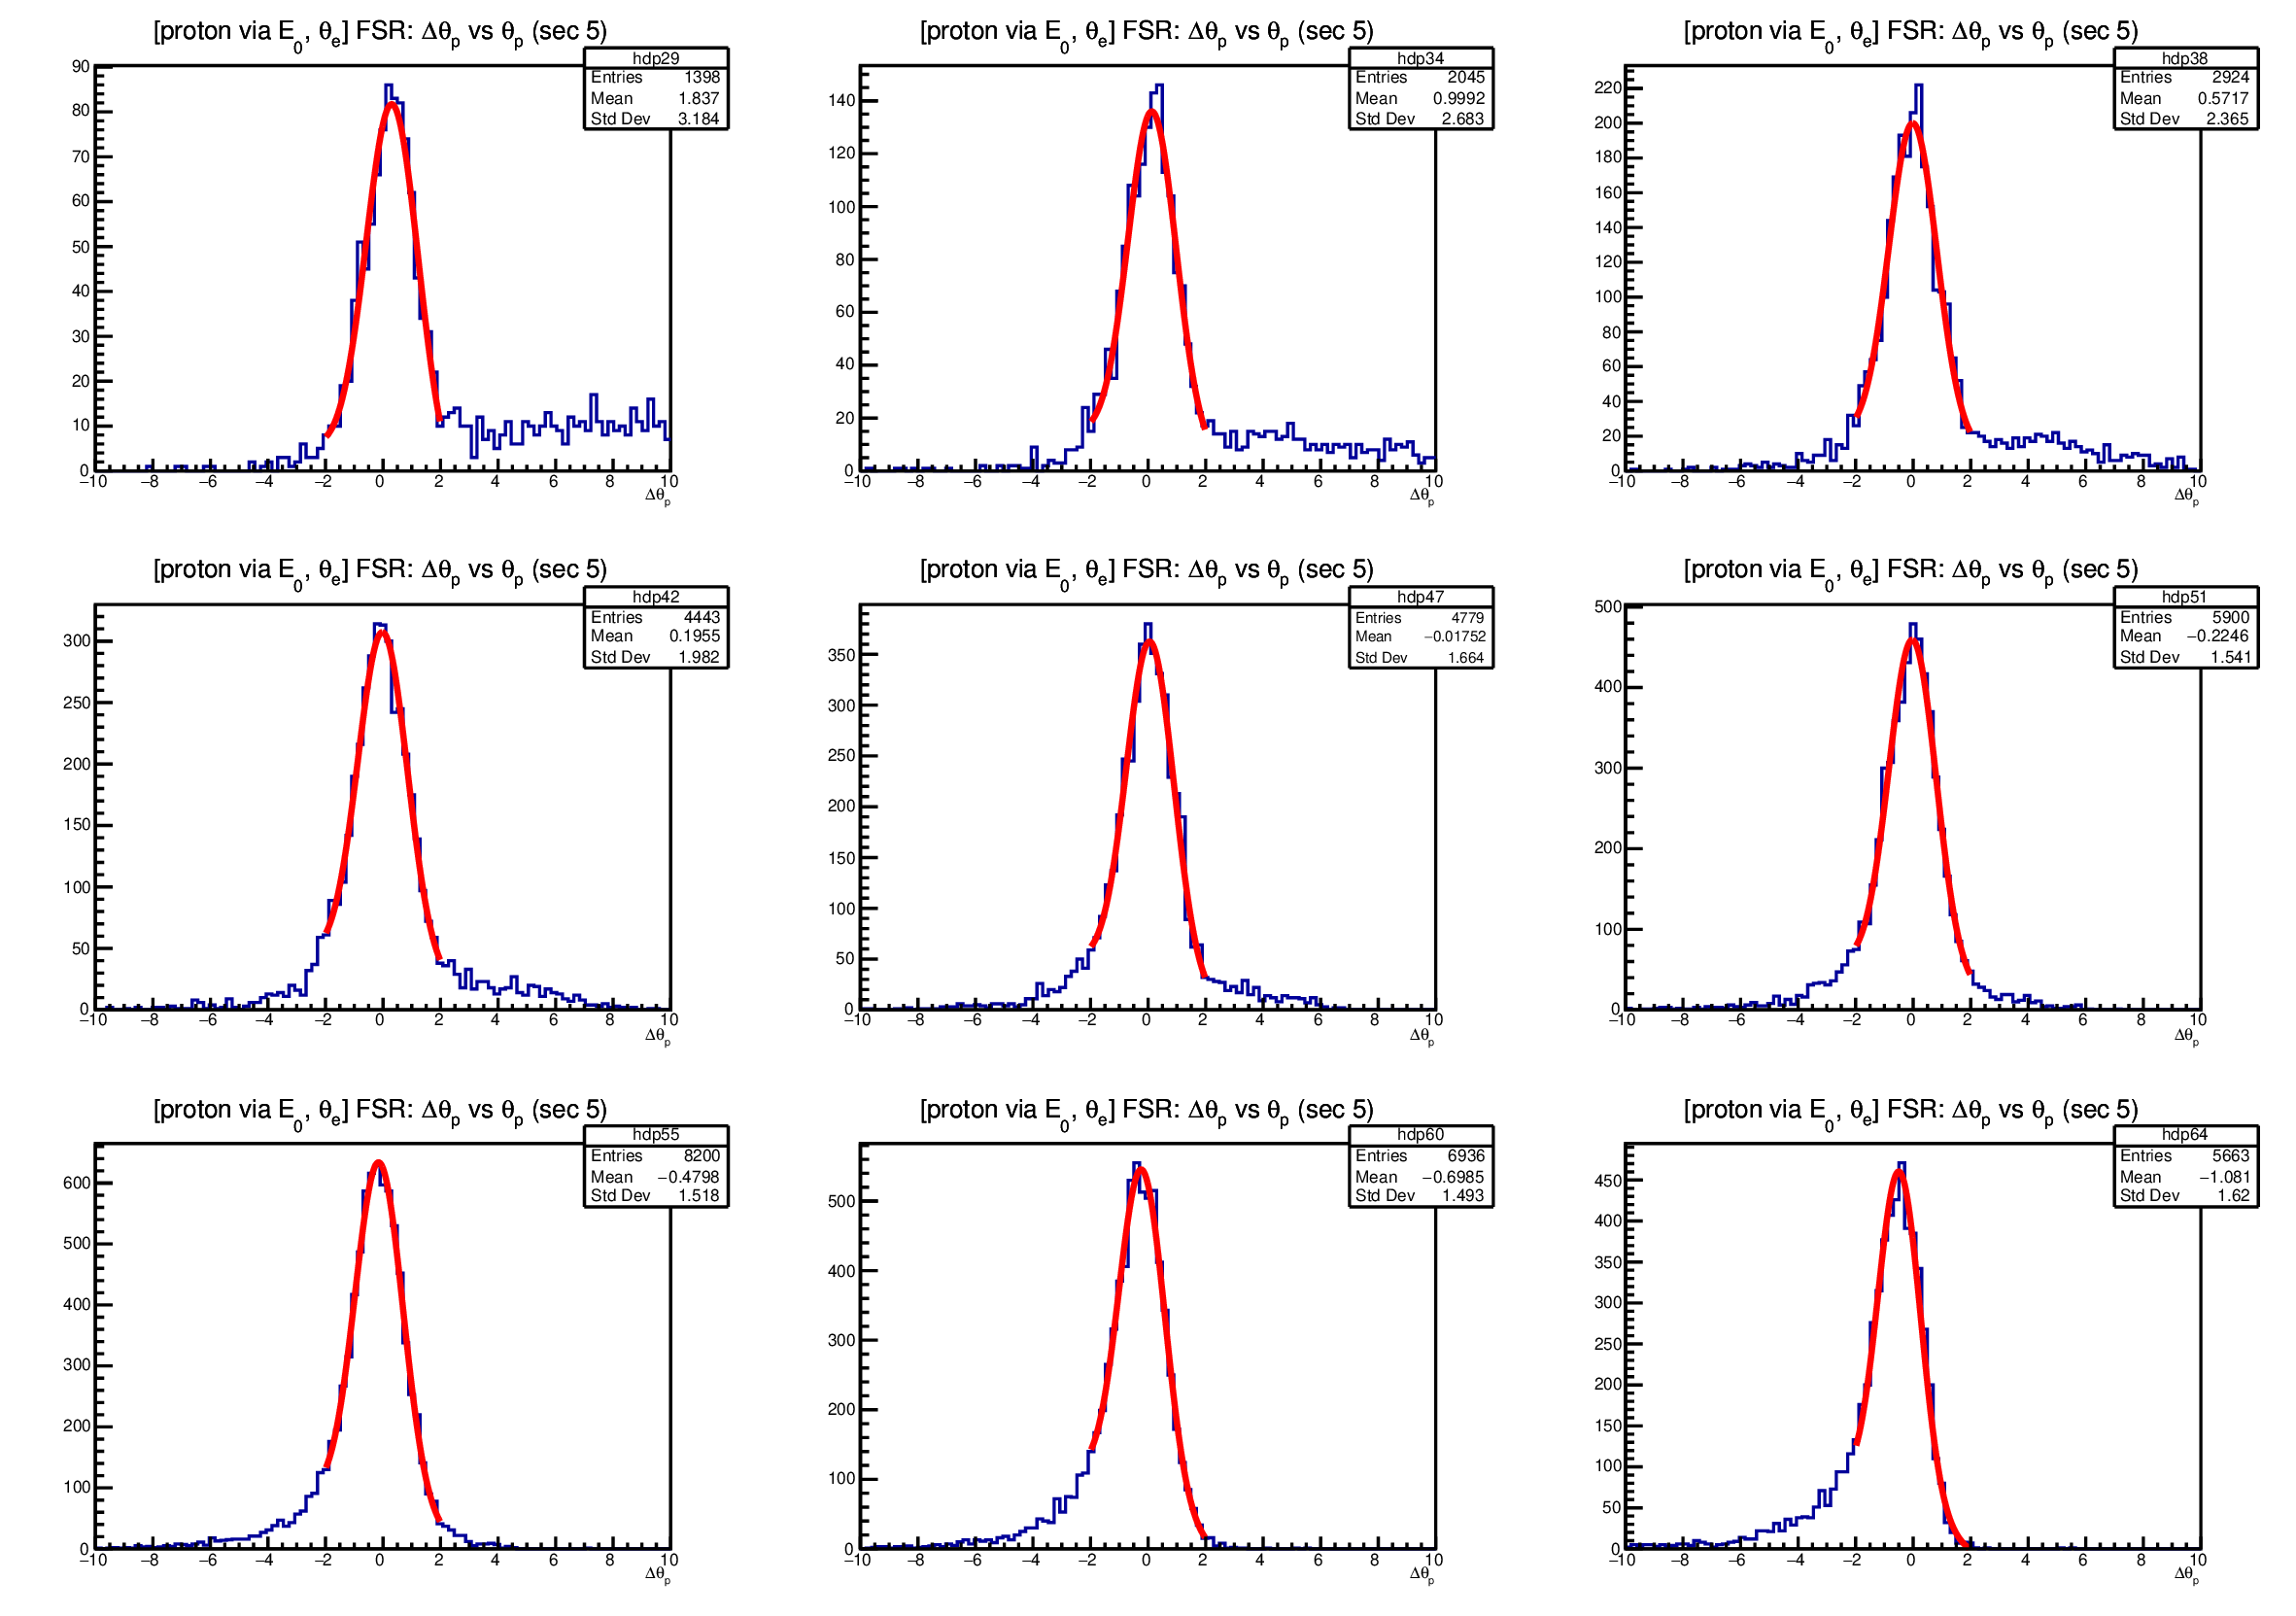 [proton via E0, θe] FSR: Δθp vs θp (sec 5)
hdp29
Entries 1398
Mean 1.837
Std Dev 3.184
90
80
70
60
50
40
30
20
10
0
−10 −8 −6 −4 −2 0 2 4 6 8 10
Δθp
[proton via E0, θe] FSR: Δθp vs θp (sec 5)
hdp34
Entries 2045
Mean 0.9992
Std Dev 2.683
140
120
100
80
60
40
20
0
−10 −8 −6 −4 −2 0 2 4 6 8 10
Δθp
[proton via E0, θe] FSR: Δθp vs θp (sec 5)
hdp38
Entries 2924
Mean 0.5717
Std Dev 2.365
220
200
180
160
140
120
100
80
60
40
20
0
−10 −8 −6 −4 −2 0 2 4 6 8 10
Δθp
[proton via E0, θe] FSR: Δθp vs θp (sec 5)
hdp42
Entries 4443
Mean 0.1955
Std Dev 1.982
300
250
200
150
100
50
0
−10 −8 −6 −4 −2 0 2 4 6 8 10
Δθp
[proton via E0, θe] FSR: Δθp vs θp (sec 5)
hdp47
Entries 4779
Mean −0.01752
Std Dev 1.664
350
300
250
200
150
100
50
0
−10 −8 −6 −4 −2 0 2 4 6 8 10
Δθp
[proton via E0, θe] FSR: Δθp vs θp (sec 5)
hdp51
Entries 5900
Mean −0.2246
Std Dev 1.541
500
400
300
200
100
0
−10 −8 −6 −4 −2 0 2 4 6 8 10
Δθp
[proton via E0, θe] FSR: Δθp vs θp (sec 5)
hdp55
Entries 8200
Mean −0.4798
Std Dev 1.518
600
500
400
300
200
100
0
−10 −8 −6 −4 −2 0 2 4 6 8 10
Δθp
[proton via E0, θe] FSR: Δθp vs θp (sec 5)
hdp60
Entries 6936
Mean −0.6985
Std Dev 1.493
500
400
300
200
100
0
−10 −8 −6 −4 −2 0 2 4 6 8 10
Δθp
[proton via E0, θe] FSR: Δθp vs θp (sec 5)
hdp64
Entries 5663
Mean −1.081
Std Dev 1.62
450
400
350
300
250
200
150
100
50
0
−10 −8 −6 −4 −2 0 2 4 6 8 10
Δθp